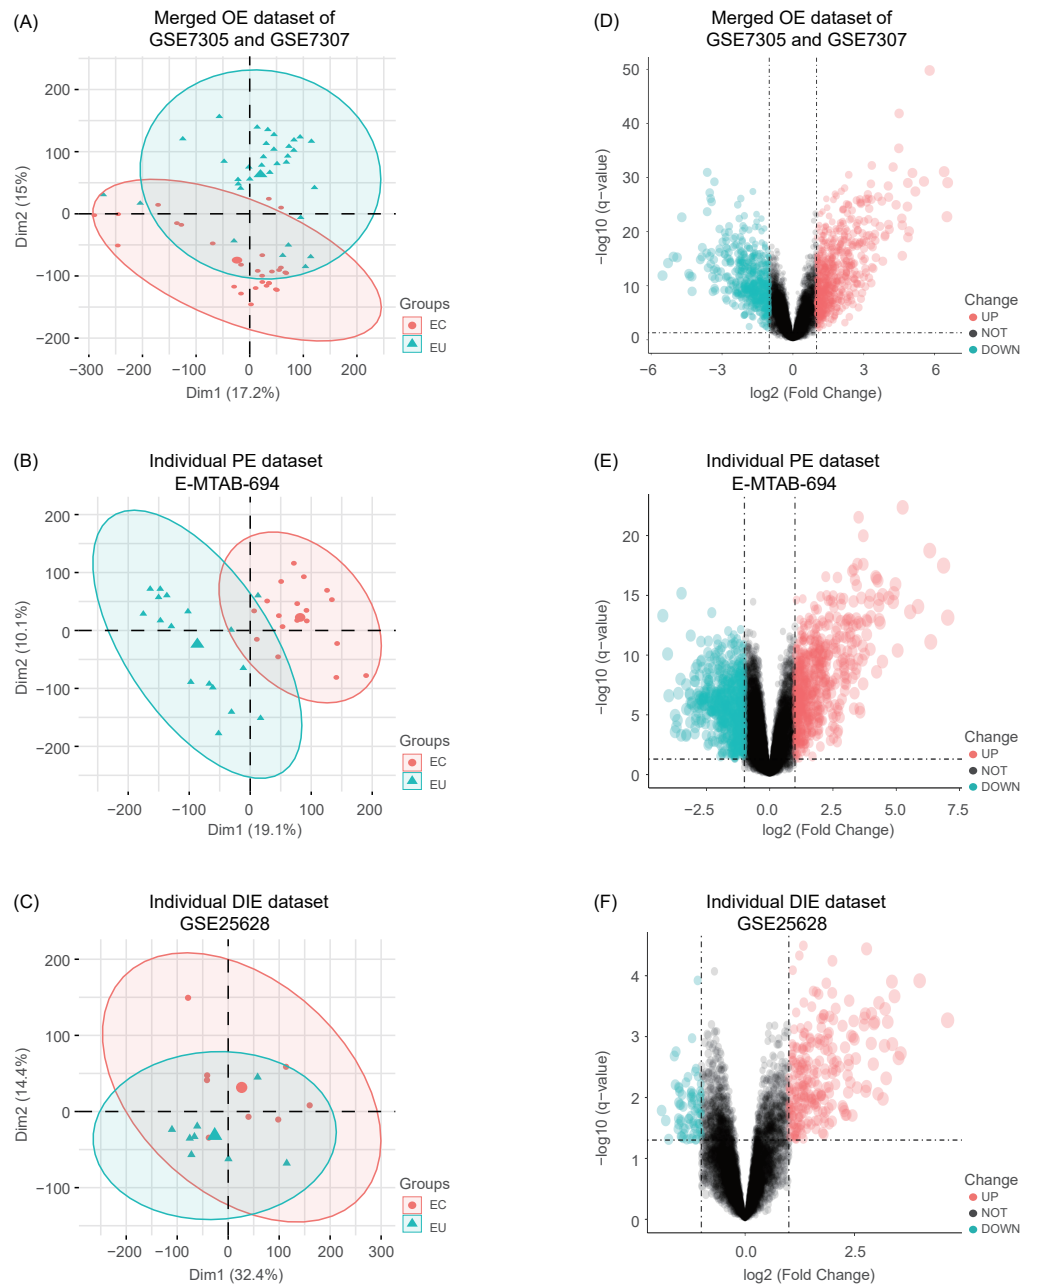 (A)
Merged OE dataset of
GSE7305 and GSE7307
200
100
0
−100
−200
Dim2 (15%)
−300 −200 −100 0 100 200
Dim1 (17.2%)
Groups
EC
EU
(D)
Merged OE dataset of
GSE7305 and GSE7307
50
40
30
20
10
0
−log10 (q-value)
−6 −3 0 3 6
log2 (Fold Change)
Change
UP
NOT
DOWN
(B)
Individual PE dataset
E-MTAB-694
200
100
0
−100
−200
Dim2 (10.1%)
−200 −100 0 100 200
Dim1 (19.1%)
Groups
EC
EU
(E)
Individual PE dataset
E-MTAB-694
20
15
10
5
0
−log10 (q-value)
−2.5 0.0 2.5 5.0 7.5
log2 (Fold Change)
Change
UP
NOT
DOWN
(C)
Individual DIE dataset
GSE25628
200
100
0
−100
Dim2 (14.4%)
−200 −100 0 100 200 300
Dim1 (32.4%)
Groups
EC
EU
(F)
Individual DIE dataset
GSE25628
4
3
2
1
0
−log10 (q-value)
0.0 2.5
log2 (Fold Change)
Change
UP
NOT
DOWN